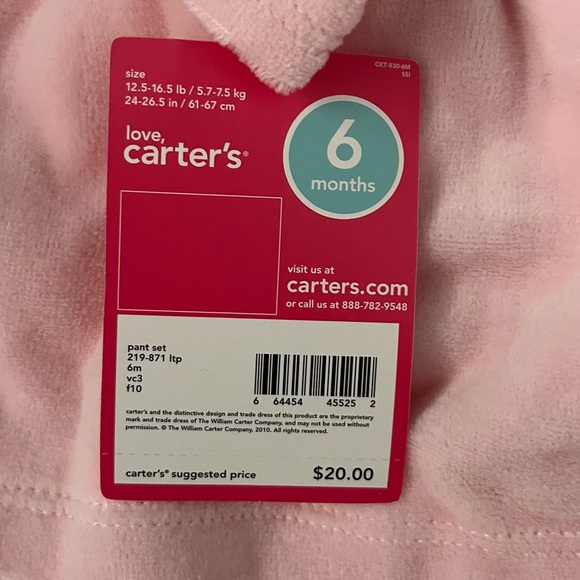 CKT-830-6M
SSI
size
12.5-16.5 lb / 5.7-7.5 kg
24-26.5 in / 61-67 cm
love,
carter's®
6
months
visit us at
carters.com
or call us at 888-782-9548
pant set
219-871 ltp
6m
vc3
f10
6 64454 45525 2
carter's and the distinctive design and trade dress of this product are the proprietary
mark and trade dress of The William Carter Company, and may not be used without
permission. © The William Carter Company, 2010. All rights reserved.
carter's® suggested price $20.00